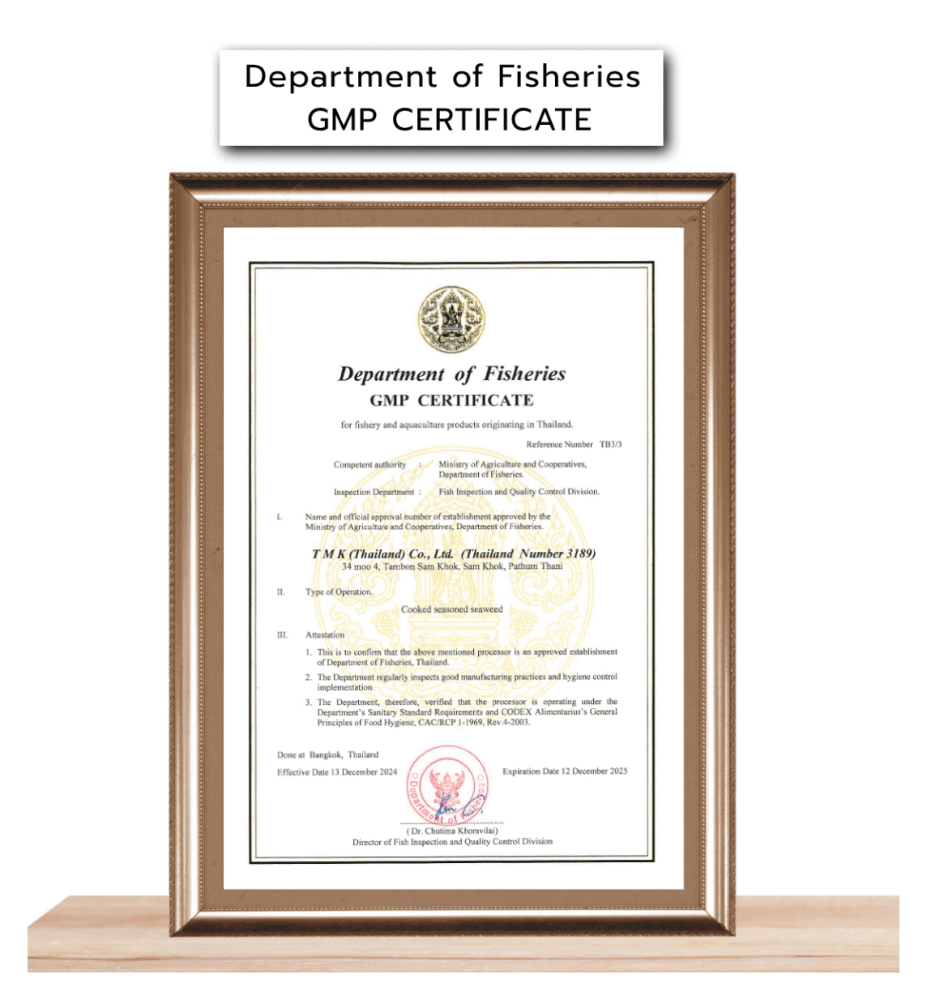 Department of Fisheries
GMP CERTIFICATE
Department of Fisheries
GMP CERTIFICATE
for fishery and aquaculture products originating in Thailand.
Reference Number TB3/3
Competent authority : Ministry of Agriculture and Cooperatives,
Department of Fisheries.
Inspection Department : Fish Inspection and Quality Control Division.
I. Name and official approval number of establishment approved by the
Ministry of Agriculture and Cooperatives, Department of Fisheries.
T M K (Thailand) Co., Ltd. (Thailand Number 3189)
34 moo 4, Tambon Sam Khok, Sam Khok, Pathum Thani
II. Type of Operation.
Cooked seasoned seaweed
III. Attestation
1. This is to confirm that the above mentioned processor is an approved establishment
of Department of Fisheries, Thailand.
2. The Department regularly inspects good manufacturing practices and hygiene control
implementation.
3. The Department, therefore, verified that the processor is operating under the
Department's Sanitary Standard Requirements and CODEX Alimentarius's General
Principles of Food Hygiene, CAC/RCP 1-1969, Rev.4-2003.
Done at Bangkok, Thailand
Effective Date 13 December 2024
Expiration Date 12 December 2025
Department of Fisheries
( Dr. Chutima Khomvilai)
Director of Fish Inspection and Quality Control Division